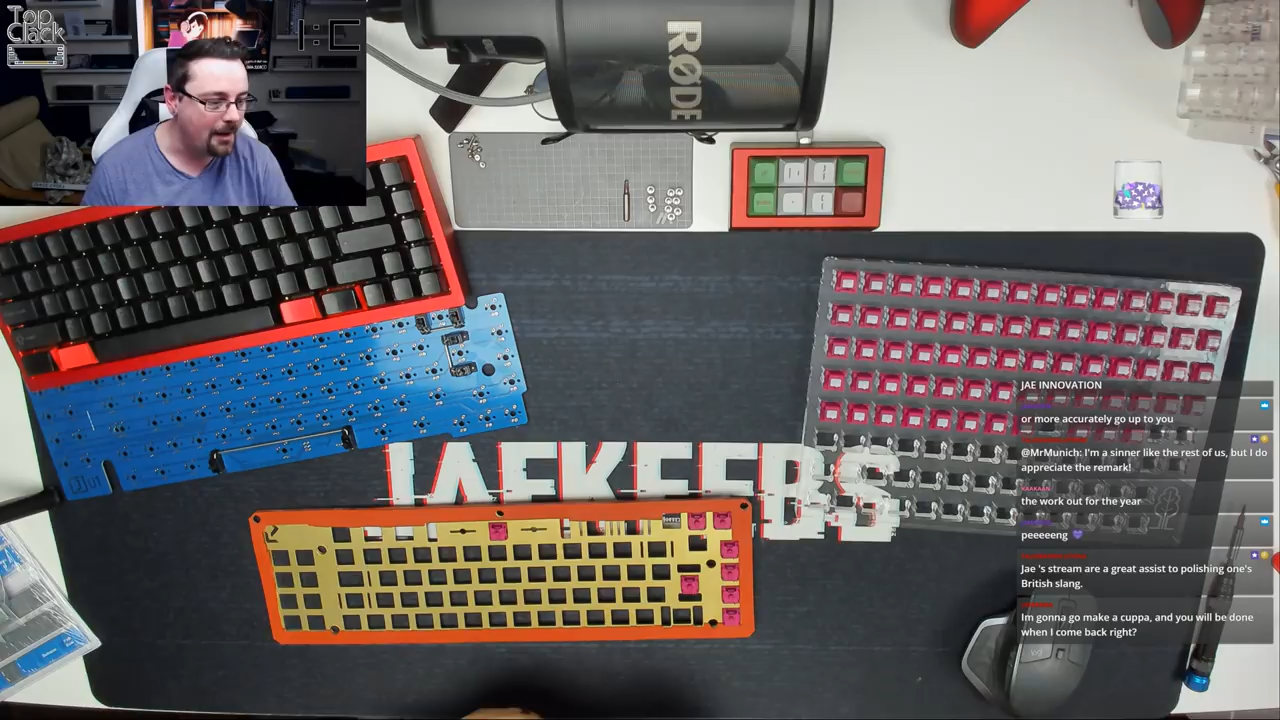 Top
Clack
RØDE
JAEKEEBS
JAE INNOVATION
or more accurately go up to you
@MrMunich: I'm a sinner like the rest of us, but I do
appreciate the remark!
the work out for the year
peeeeeng
Jae 's stream are a great assist to polishing one's
British slang.
Im gonna go make a cuppa, and you will be done
when I come back right?